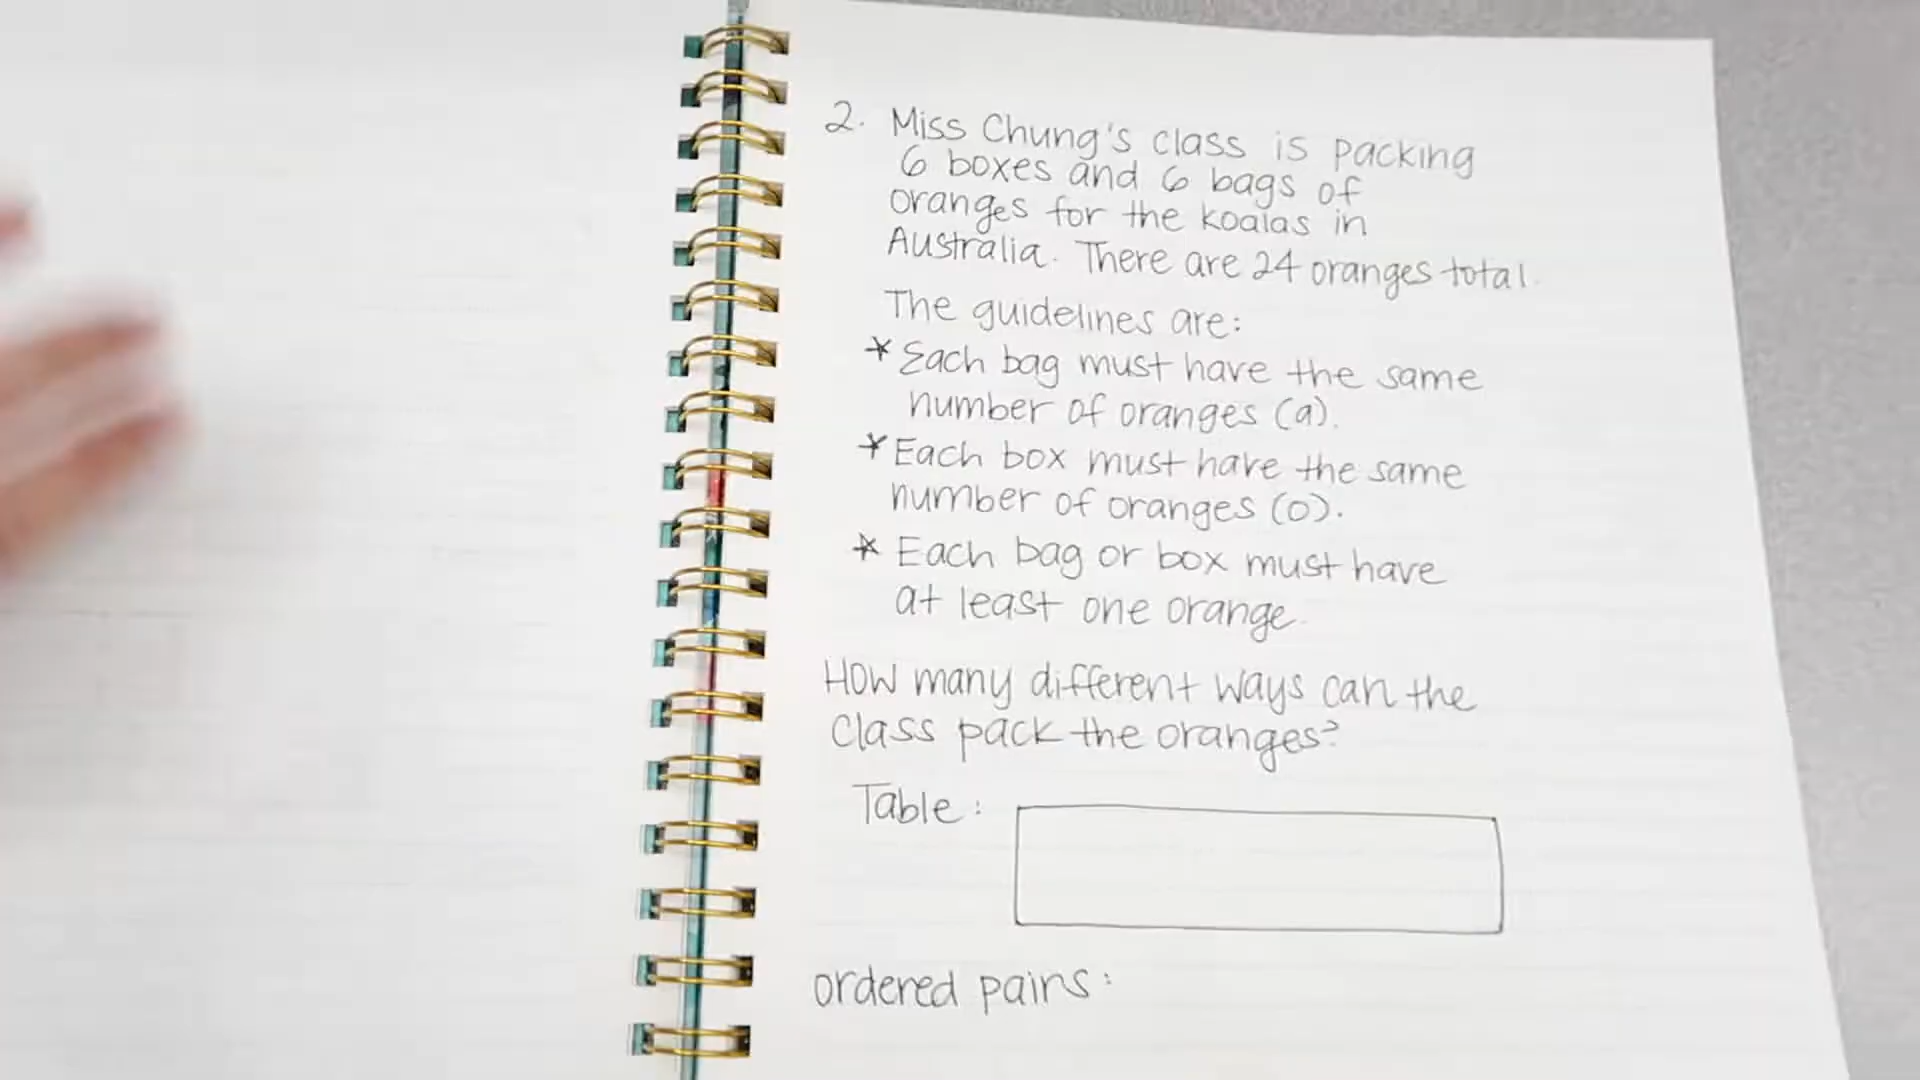 2. Miss Chung's class is packing
6 boxes and 6 bags of
oranges for the koalas in
Australia. There are 24 oranges total.
The guidelines are:
* Each bag must have the same
number of oranges (a).
* Each box must have the same
number of oranges (o).
* Each bag or box must have
at least one orange.
How many different ways can the
class pack the oranges?
Table:
ordered pairs: